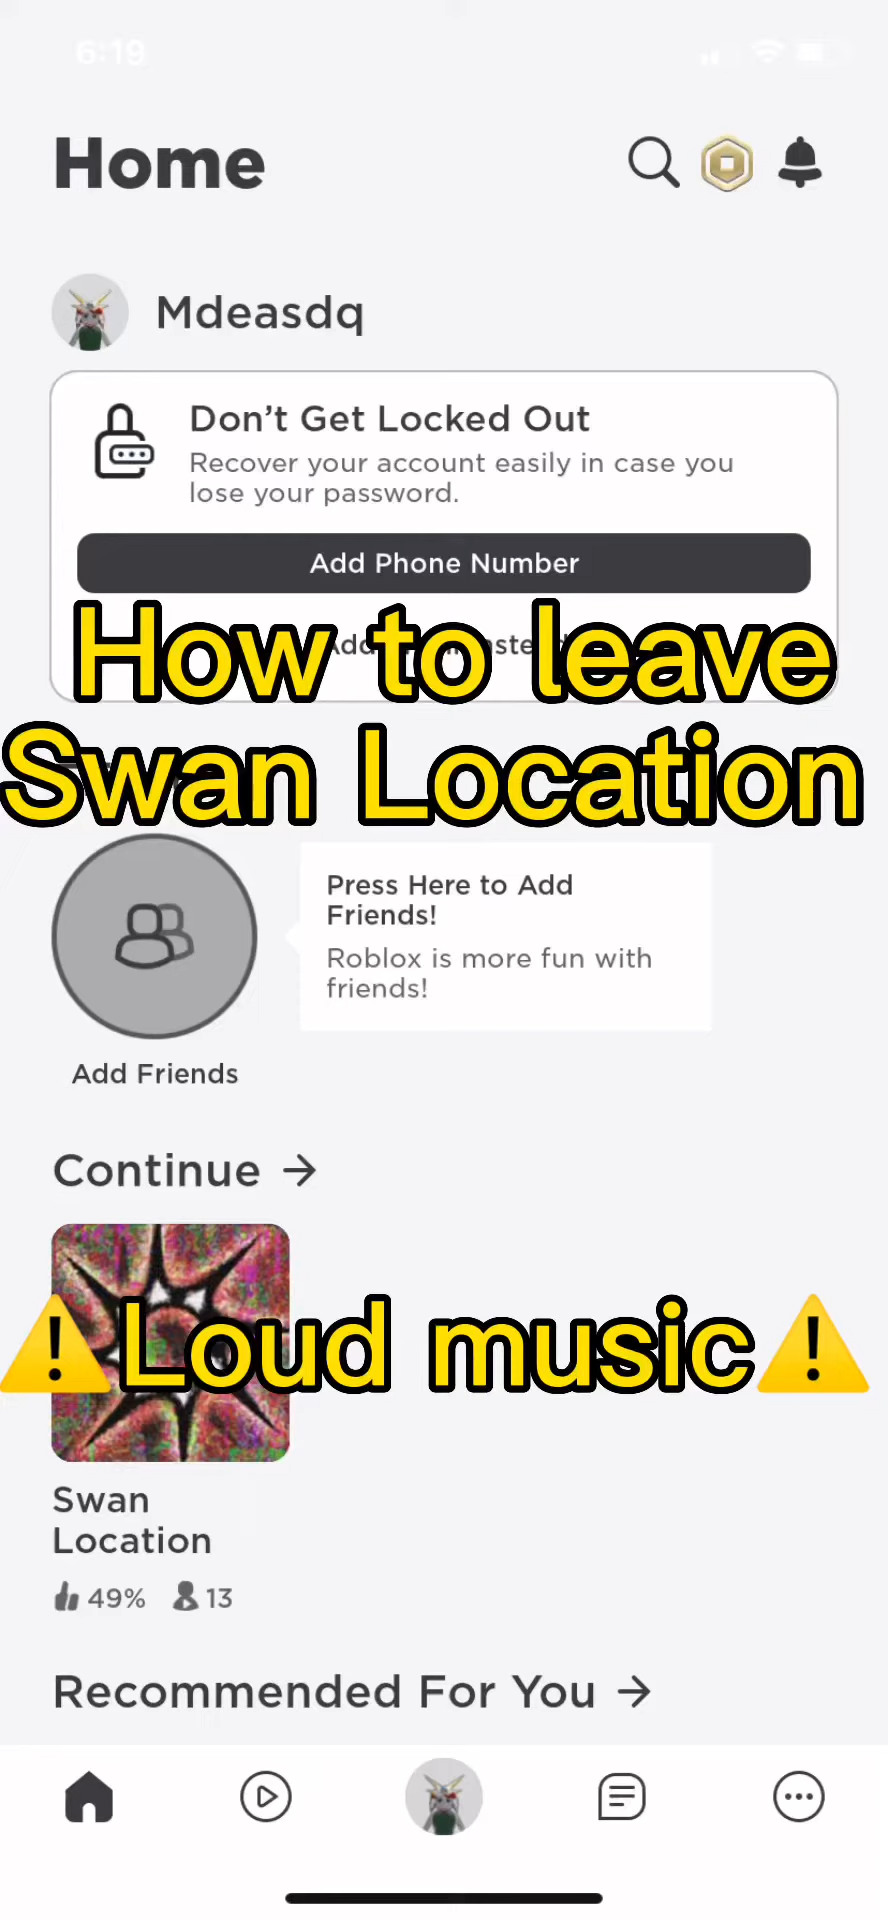 6:19
Home
Mdeasdq
Don't Get Locked Out
Recover your account easily in case you
lose your password.
Add Phone Number
How to leave
Swan Location
Press Here to Add
Friends!
Roblox is more fun with
friends!
Add Friends
Continue →
⚠️Loud music⚠️
Swan
Location
49% 13
Recommended For You →